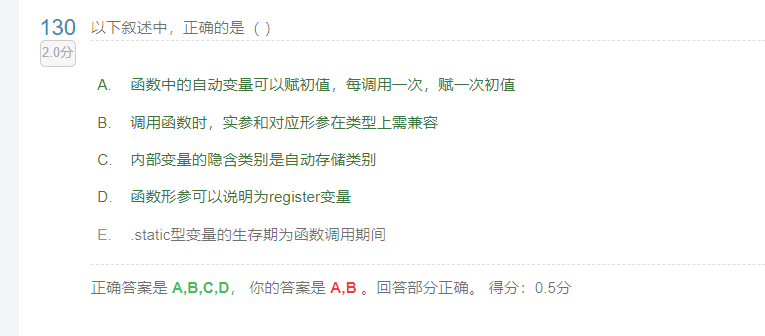 130 以下叙述中，正确的是（ ）
2.0分
A. 函数中的自动变量可以赋初值，每调用一次，赋一次初值
B. 调用函数时，实参和对应形参在类型上需兼容
C. 内部变量的隐含类别是自动存储类别
D. 函数形参可以说明为register变量
E. .static型变量的生存期为函数调用期间
正确答案是 A,B,C,D， 你的答案是 A,B 。回答部分正确。 得分：0.5分